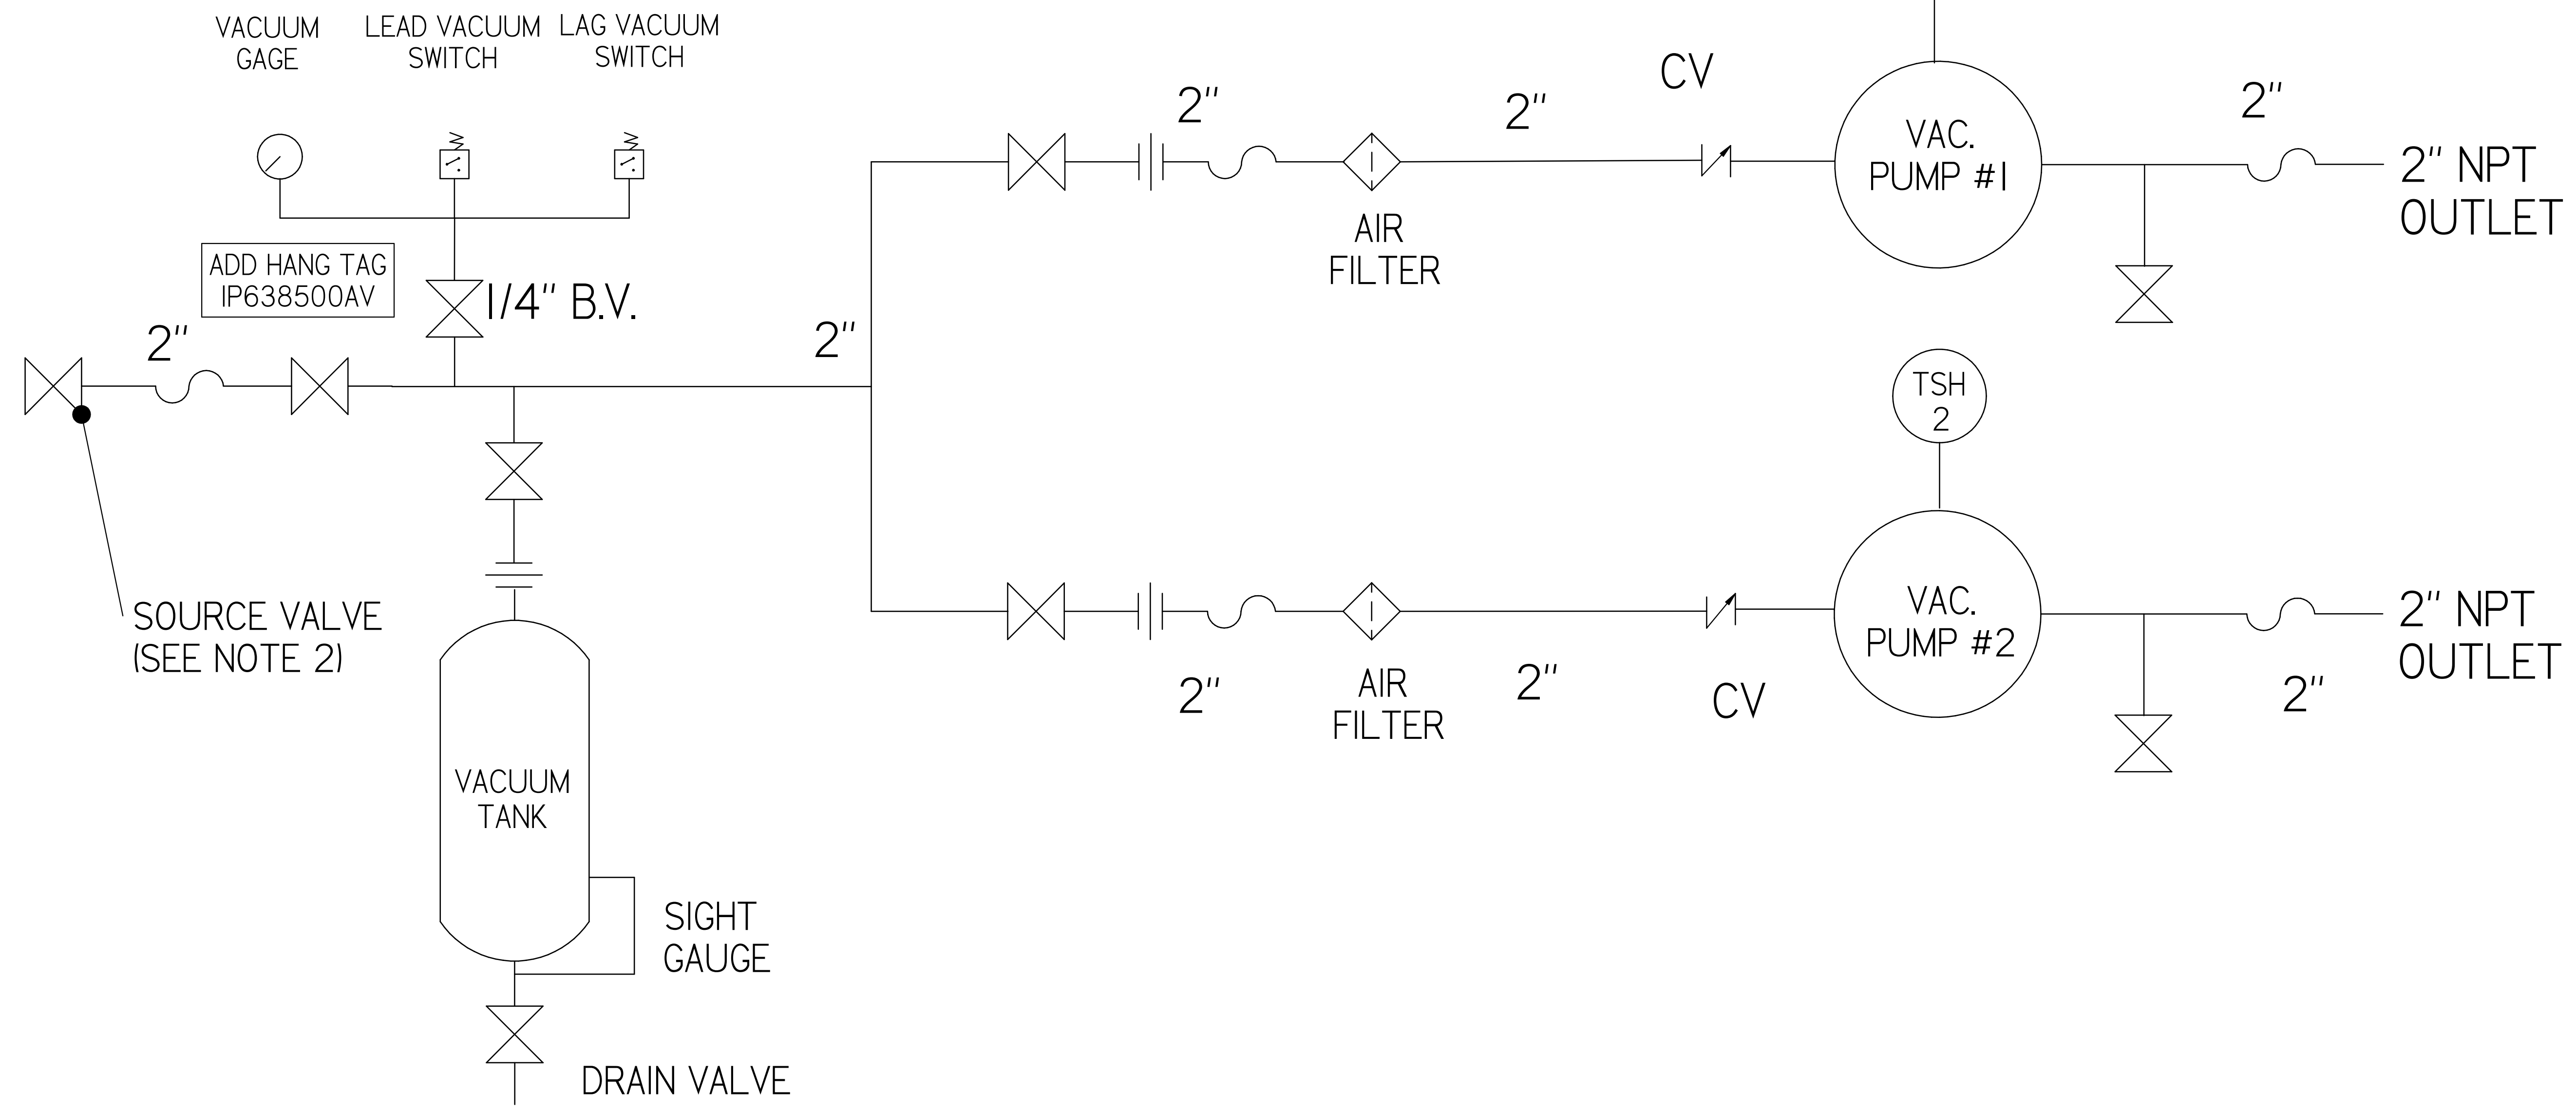 VACUUM
GAGE
LEAD VACUUM
SWITCH
LAG VACUUM
SWITCH
ADD HANG TAG
IP638500AV
1/4" B.V.
2"
2"
SOURCE VALVE
(SEE NOTE 2)
VACUUM
TANK
SIGHT
GAUGE
DRAIN VALVE
2"
AIR
FILTER
2"
CV
VAC.
PUMP #1
2"
2" NPT
OUTLET
TSH
2
2"
AIR
FILTER
2"
CV
VAC.
PUMP #2
2"
2" NPT
OUTLET